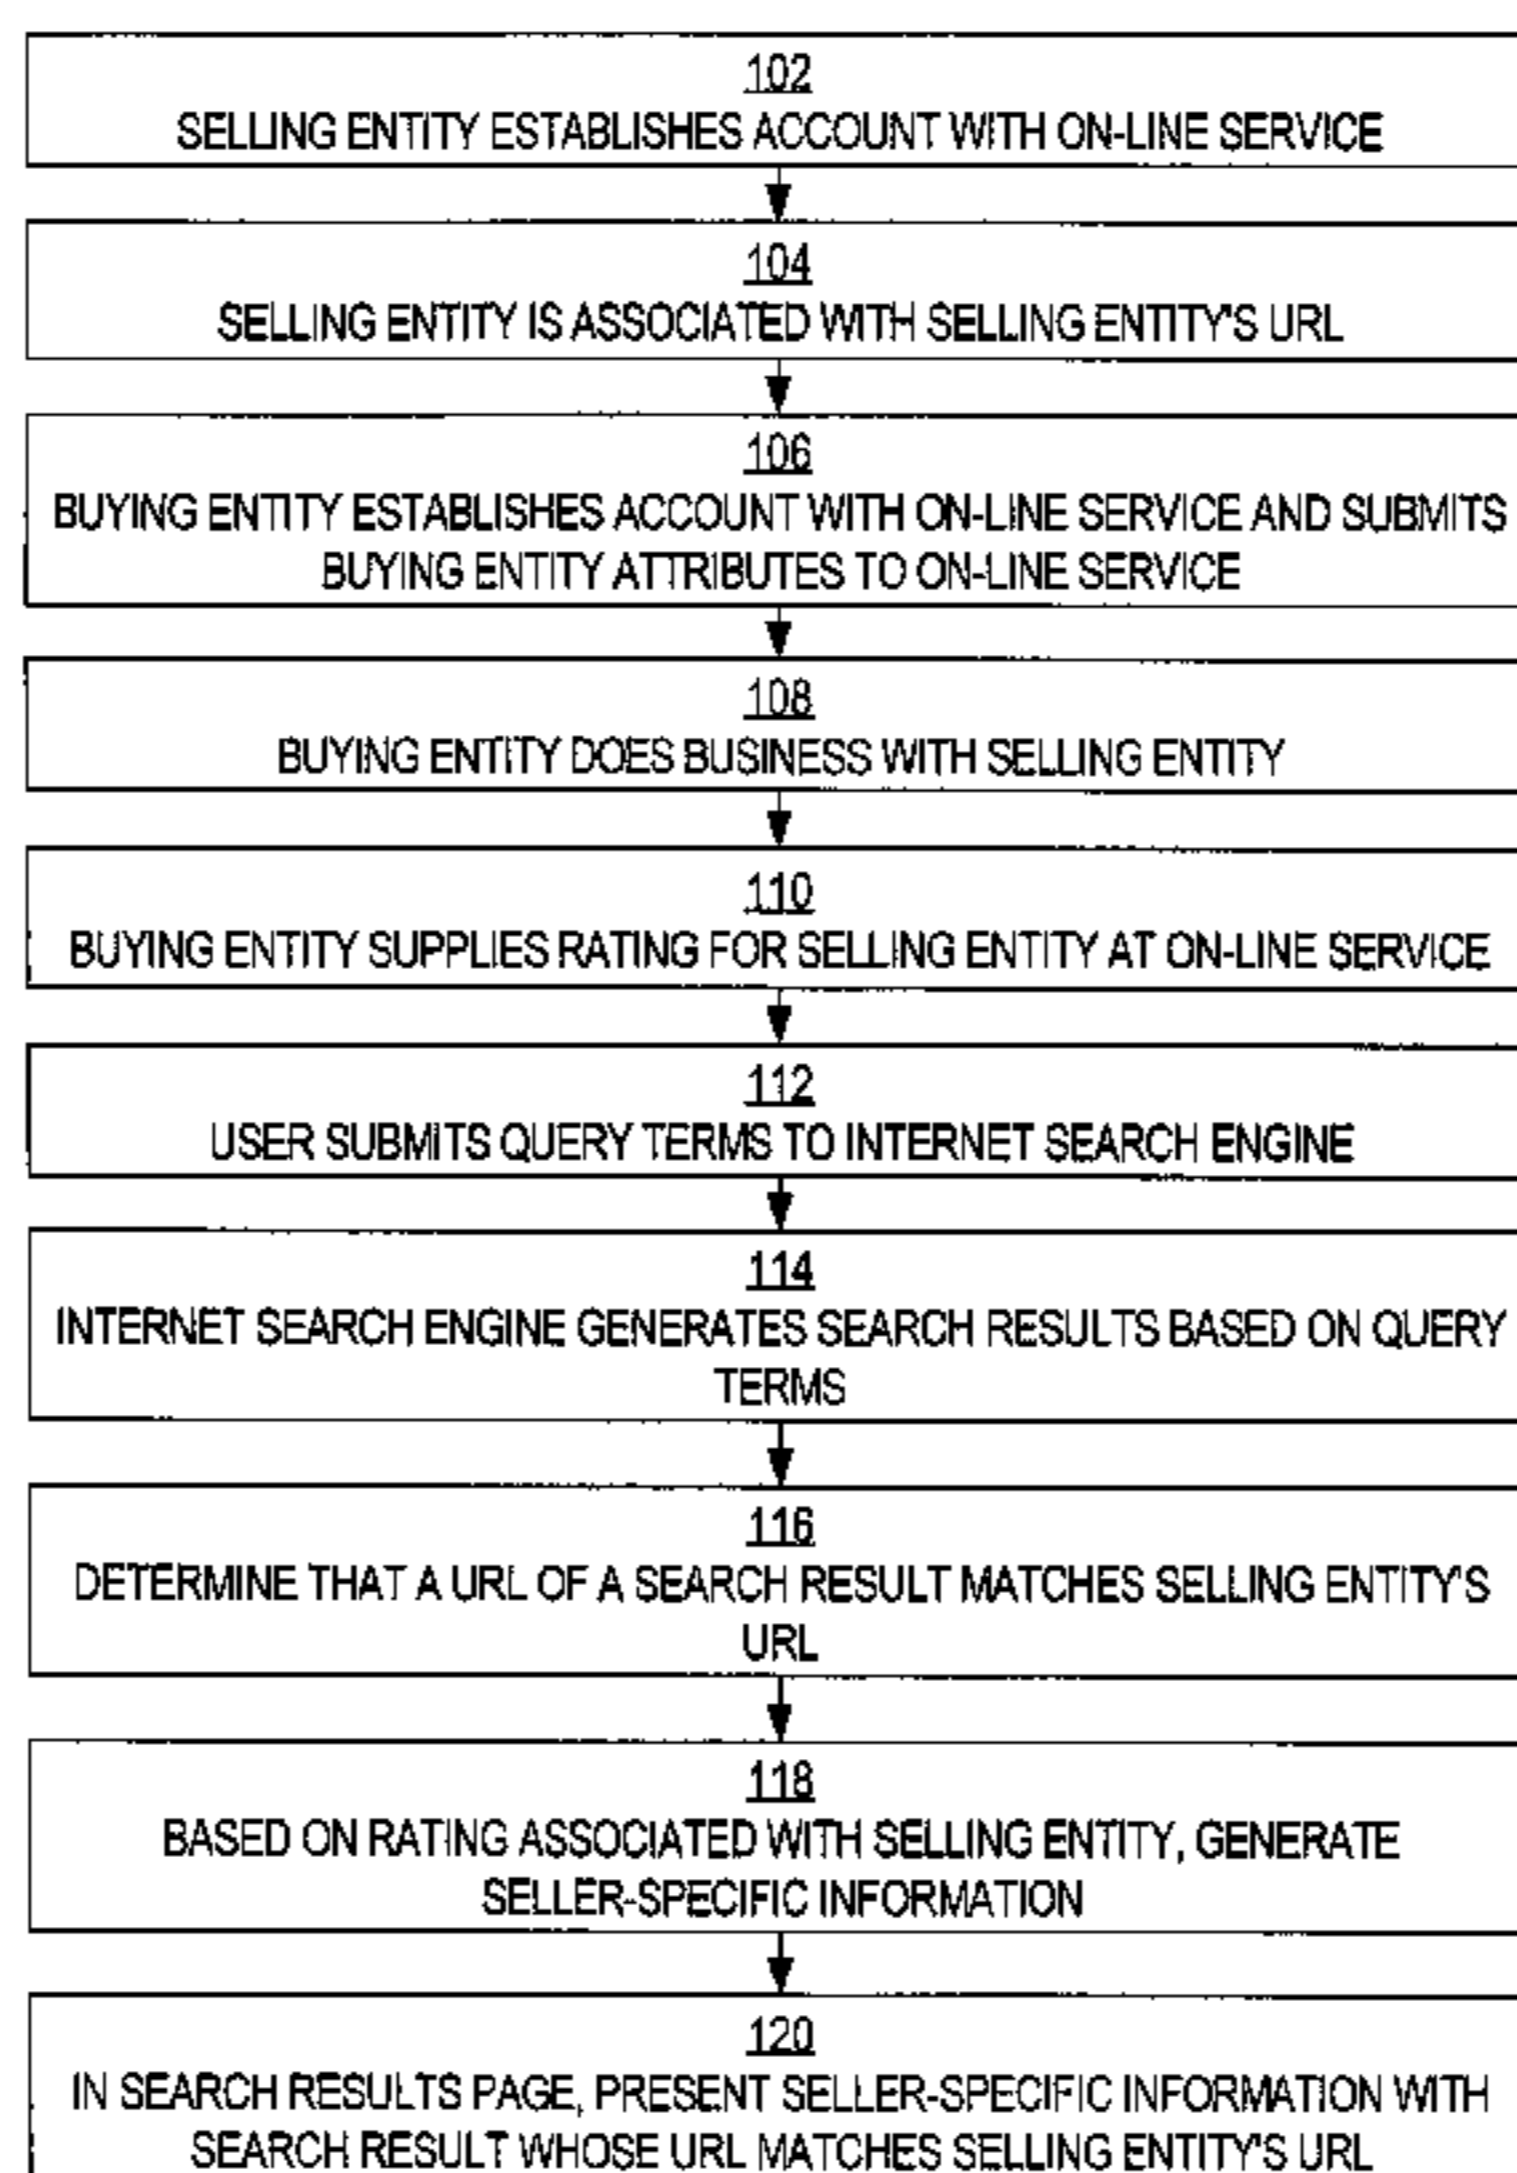 102
SELLING ENTITY ESTABLISHES ACCOUNT WITH ON-LINE SERVICE
104
SELLING ENTITY IS ASSOCIATED WITH SELLING ENTITY'S URL
106
BUYING ENTITY ESTABLISHES ACCOUNT WITH ON-LINE SERVICE AND SUBMITS
BUYING ENTITY ATTRIBUTES TO ON-LINE SERVICE
108
BUYING ENTITY DOES BUSINESS WITH SELLING ENTITY
110
BUYING ENTITY SUPPLIES RATING FOR SELLING ENTITY AT ON-LINE SERVICE
112
USER SUBMITS QUERY TERMS TO INTERNET SEARCH ENGINE
114
INTERNET SEARCH ENGINE GENERATES SEARCH RESULTS BASED ON QUERY
TERMS
116
DETERMINE THAT A URL OF A SEARCH RESULT MATCHES SELLING ENTITY'S
URL
118
BASED ON RATING ASSOCIATED WITH SELLING ENTITY, GENERATE
SELLER-SPECIFIC INFORMATION
120
IN SEARCH RESULTS PAGE, PRESENT SELLER-SPECIFIC INFORMATION WITH
SEARCH RESULT WHOSE URL MATCHES SELLING ENTITY'S URL